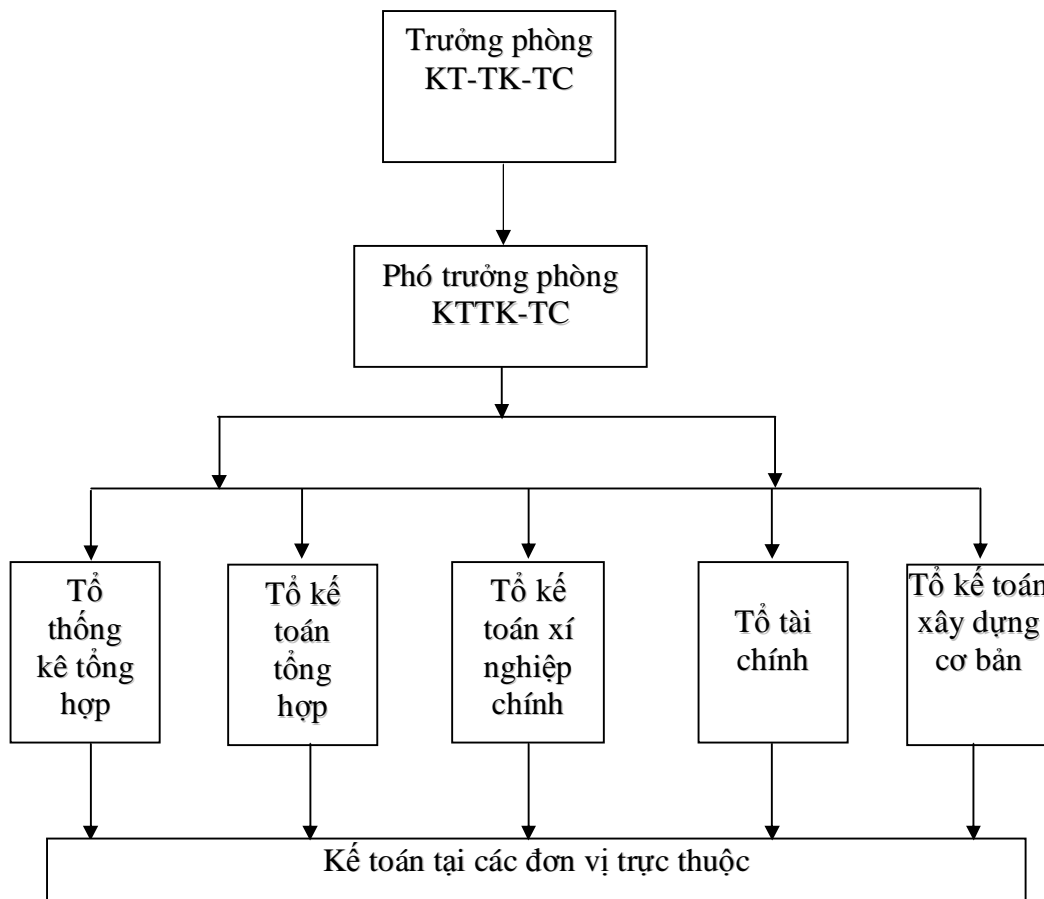 Trưởng phòng
KT-TK-TC
Phó trưởng phòng
KTTK-TC
Tổ
thống
kê tổng
hợp
Tổ kế
toán
tổng
hợp
Tổ kế
toán xí
nghiệp
chính
Tổ tài
chính
Tổ kế toán
xây dựng
cơ bản
Kế toán tại các đơn vị trực thuộc